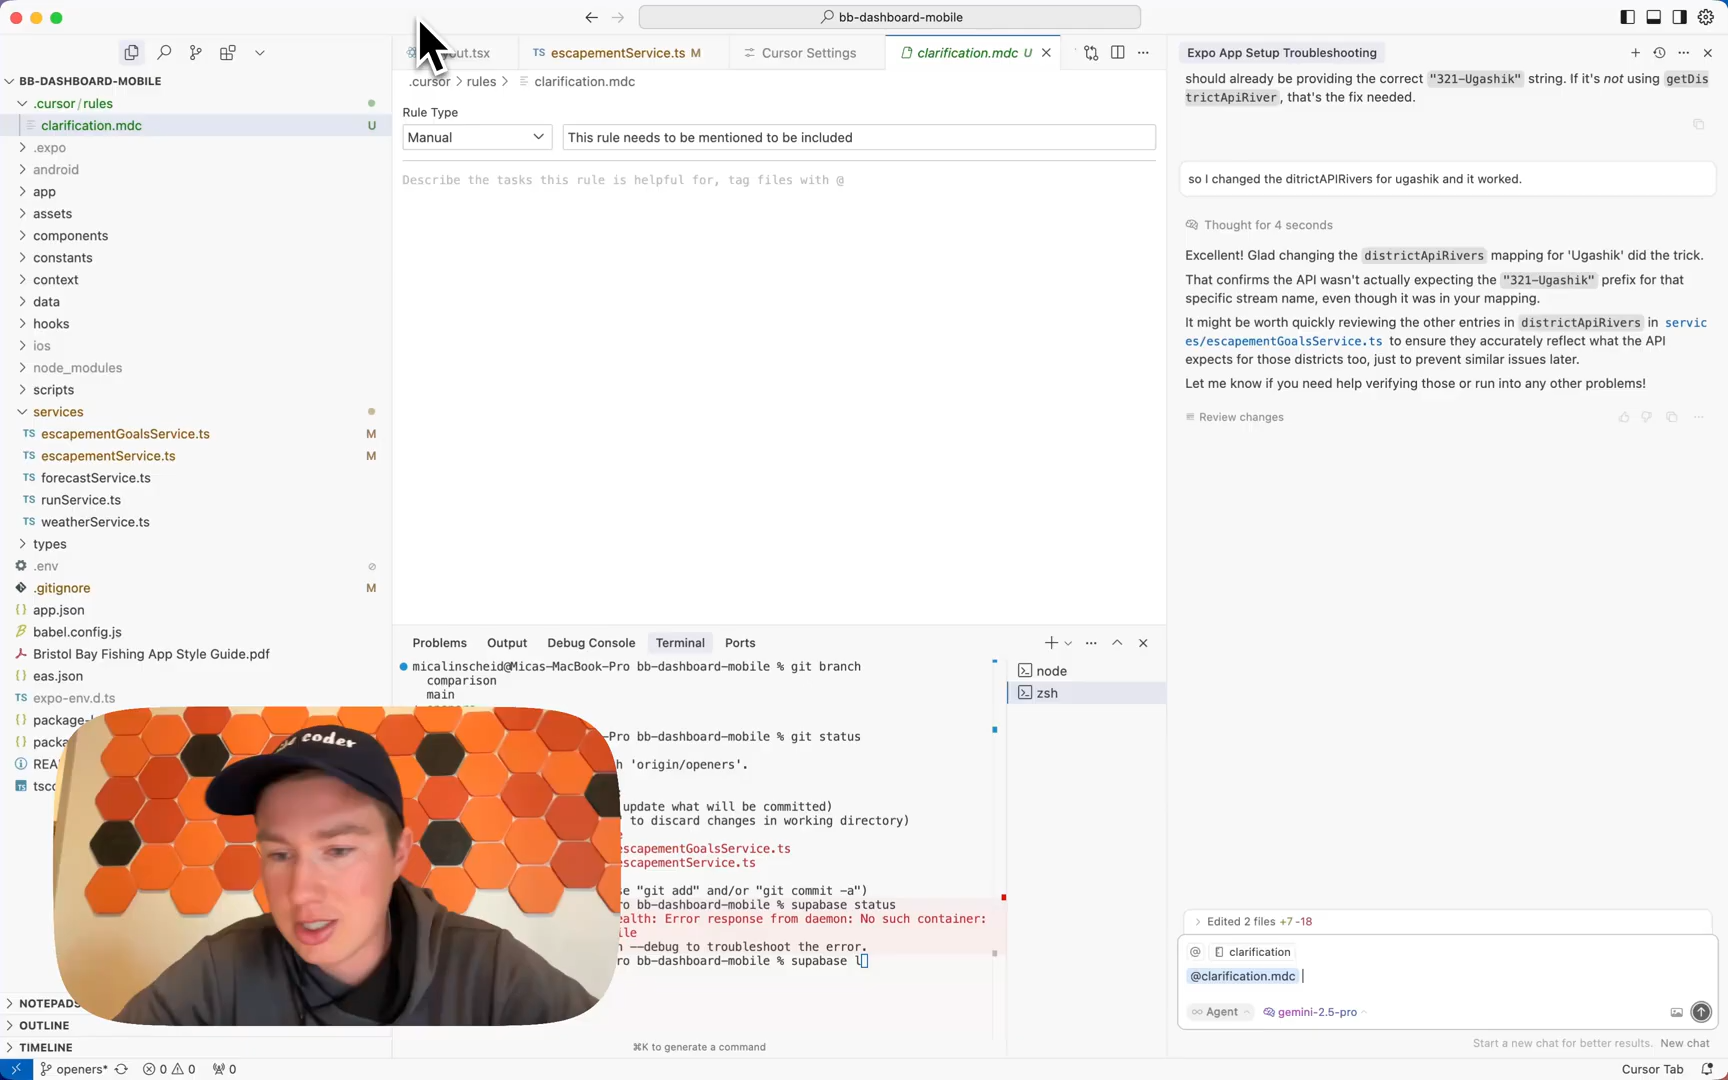 bb-dashboard-mobile
BB-DASHBOARD-MOBILE
.cursor/rules
clarification.mdc
U
.expo
android
app
assets
components
constants
context
data
hooks
ios
node_modules
scripts
services
TS escapementGoalsService.ts M
TS escapementService.ts M
TS forecastService.ts
TS runService.ts
TS weatherService.ts
types
.env
.gitignore M
app.json
babel.config.js
Bristol Bay Fishing App Style Guide.pdf
eas.json
expo-env.d.ts
NOTEPADS
OUTLINE
TIMELINE
TS escapementService.ts M
Cursor Settings
clarification.mdc U
.cursor > rules > clarification.mdc
Rule Type
Manual
This rule needs to be mentioned to be included
Describe the tasks this rule is helpful for, tag files with @
Problems Output Debug Console Terminal Ports
micalinscheid@Micas-MacBook-Pro bb-dashboard-mobile % git branch
comparison
main
-Pro bb-dashboard-mobile % git status
'origin/openers'.
update what will be committed)
to discard changes in working directory)
scapementGoalsService.ts
scapementService.ts
"git add" and/or "git commit -a")
ro bb-dashboard-mobile % supabase status
ealth: Error response from daemon: No such container:
--debug to troubleshoot the error.
ro bb-dashboard-mobile % supabase l
node
zsh
⌘K to generate a command
coder
Expo App Setup Troubleshooting
should already be providing the correct "321-Ugashik" string. If it's not using getDis
trictApiRiver, that's the fix needed.
so I changed the ditrictAPIRivers for ugashik and it worked.
Thought for 4 seconds
Excellent! Glad changing the districtApiRivers mapping for 'Ugashik' did the trick.
That confirms the API wasn't actually expecting the "321-Ugashik" prefix for that
specific stream name, even though it was in your mapping.
It might be worth quickly reviewing the other entries in districtApiRivers in servic
es/escapementGoalsService.ts to ensure they accurately reflect what the API
expects for those districts too, just to prevent similar issues later.
Let me know if you need help verifying those or run into any other problems!
Review changes
Edited 2 files +7 -18
@ clarification
@clarification.mdc
Agent gemini-2.5-pro
Start a new chat for better results. New chat
openers* 0 0 0
Cursor Tab